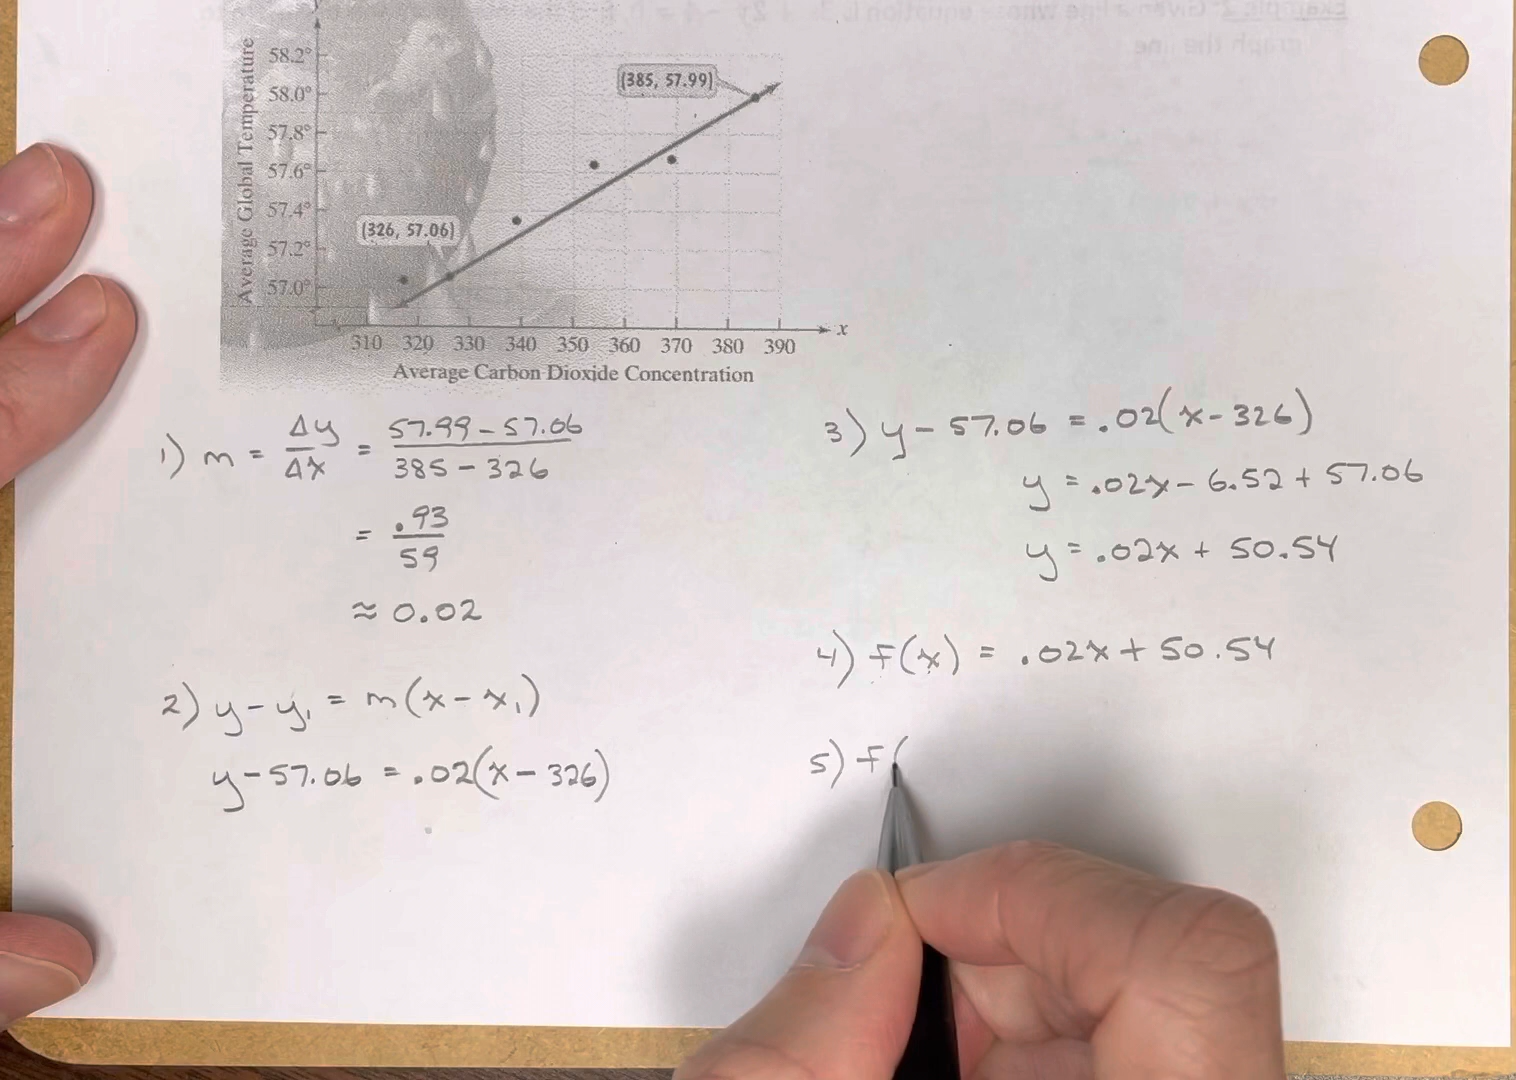 Average Global Temperature
58.2°
58.0°
57.8°
57.6°
57.4°
57.2°
57.0°
(385, 57.99)
(326, 57.06)
310 320 330 340 350 360 370 380 390
x
Average Carbon Dioxide Concentration
1) m = Δy/Δx = 57.99 - 57.06 / 385 - 326
= .93/59
≈ 0.02
2) y - y₁ = m(x - x₁)
y - 57.06 = .02(x - 326)
3) y - 57.06 = .02(x - 326)
y = .02x - 6.52 + 57.06
y = .02x + 50.54
4) f(x) = .02x + 50.54
5) f(